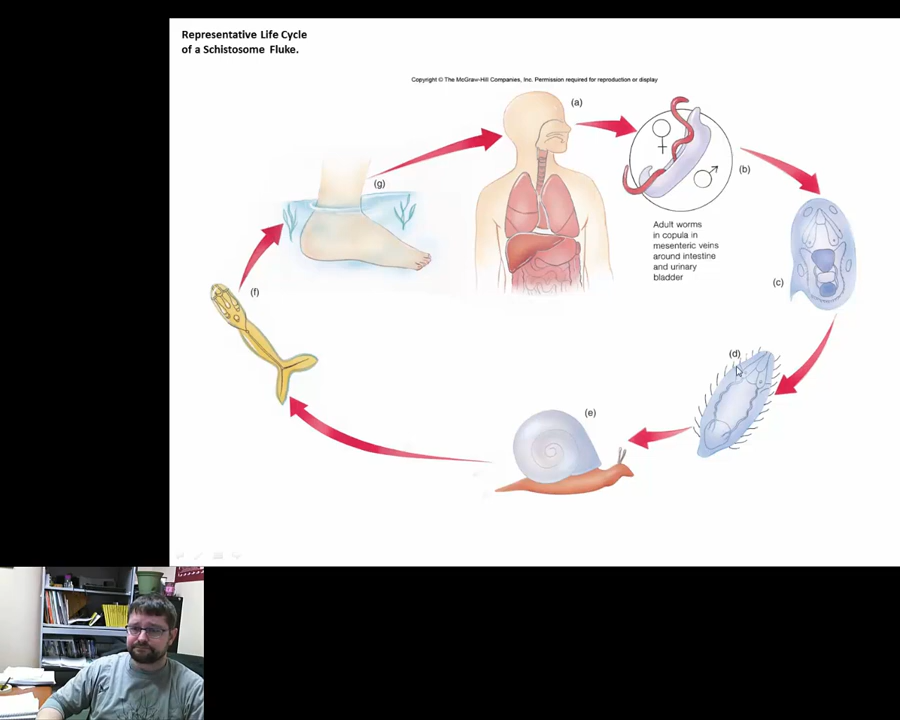 Representative Life Cycle
of a Schistosome Fluke.
Copyright © The McGraw-Hill Companies, Inc. Permission required for reproduction or display
(a)
(b)
Adult worms
in copula in
mesenteric veins
around intestine
and urinary
bladder
(c)
(d)
(e)
(f)
(g)